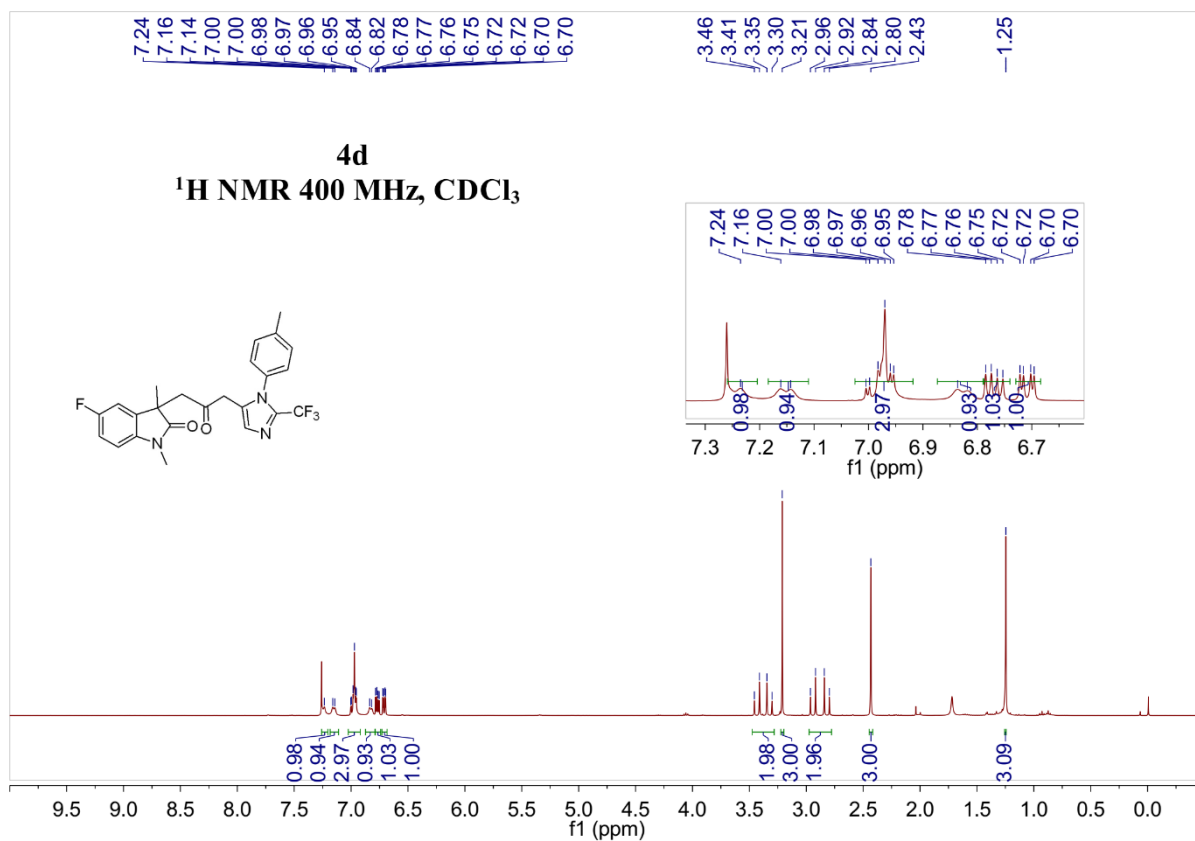 7.24 7.16 7.14 7.00 7.00 6.98 6.97 6.96 6.95 6.84 6.82 6.78 6.77 6.76 6.75 6.72 6.72 6.70 6.70
3.46 3.41 3.35 3.30 3.21 2.96 2.92 2.84 2.80 2.43
1.25
4d
¹H NMR 400 MHz, CDCl₃
7.24 7.16 7.00 7.00 6.98 6.97 6.96 6.95 6.78 6.77 6.76 6.75 6.72 6.72 6.70 6.70
0.98 0.94 2.97 0.93 1.03 1.00
7.3 7.2 7.1 7.0 6.9 6.8 6.7
f1 (ppm)
F
O
N
O
N
N
CF₃
0.98 0.94 2.97 0.93 1.03 1.00
1.98 3.00 1.96 3.00 3.09
9.5 9.0 8.5 8.0 7.5 7.0 6.5 6.0 5.5 5.0 4.5 4.0 3.5 3.0 2.5 2.0 1.5 1.0 0.5 0.0
f1 (ppm)